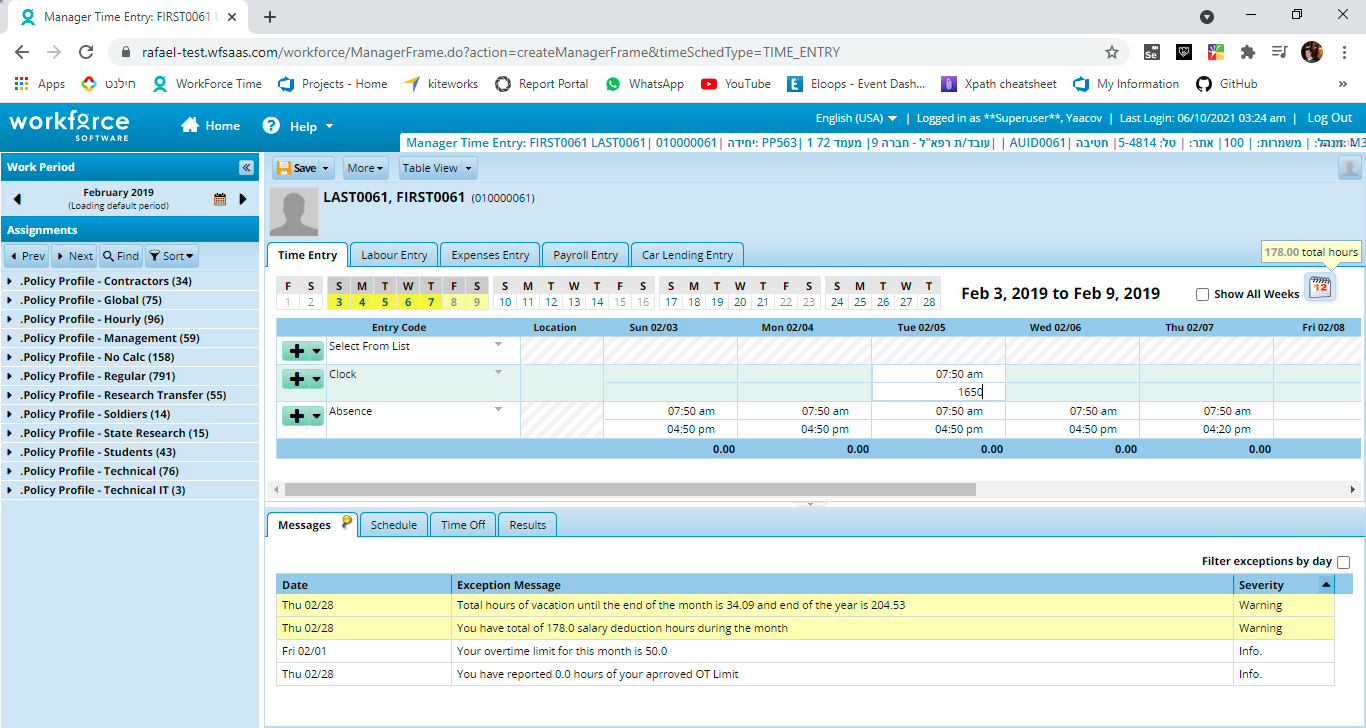 Manager Time Entry: FIRST0061 L
rafael-test.wfsaas.com/workforce/ManagerFrame.do?action=createManagerFrame&timeSchedType=TIME_ENTRY
Apps חילנט WorkForce Time Projects - Home kiteworks Report Portal WhatsApp YouTube Eloops - Event Dash... Xpath cheatsheet My Information GitHub »
workforce SOFTWARE Home Help English (USA) | Logged in as **Superuser**, Yaacov | Last Login: 06/10/2021 03:24 am | Log Out
Manager Time Entry: FIRST0061 LAST0061| 010000061| יחידה: PP563| 1 72 מעמד |9 עובד/ת רפא"ל - חברה| | AUID0061| חטיבה |5-4814 :טל | :אתר |100 :משמרות |
Work Period «
February 2019
(Loading default period)
Assignments
Prev Next Find Sort
.Policy Profile - Contractors (34)
.Policy Profile - Global (75)
.Policy Profile - Hourly (96)
.Policy Profile - Management (59)
.Policy Profile - No Calc (158)
.Policy Profile - Regular (791)
.Policy Profile - Research Transfer (55)
.Policy Profile - Soldiers (14)
.Policy Profile - State Research (15)
.Policy Profile - Students (43)
.Policy Profile - Technical (76)
.Policy Profile - Technical IT (3)
Save More Table View
LAST0061, FIRST0061 (010000061)
Time Entry Labour Entry Expenses Entry Payroll Entry Car Lending Entry
178.00 total hours
F S S M T W T F S S M T W T F S S M T W T F S S M T W T
1 2 3 4 5 6 7 8 9 10 11 12 13 14 15 16 17 18 19 20 21 22 23 24 25 26 27 28
Feb 3, 2019 to Feb 9, 2019 Show All Weeks 12
Entry Code Location Sun 02/03 Mon 02/04 Tue 02/05 Wed 02/06 Thu 02/07 Fri 02/08
Select From List
Clock 07:50 am
1650
Absence 07:50 am 07:50 am 07:50 am 07:50 am 07:50 am
04:50 pm 04:50 pm 04:50 pm 04:50 pm 04:20 pm
0.00 0.00 0.00 0.00 0.00
Messages Schedule Time Off Results
Filter exceptions by day
Date Exception Message Severity
Thu 02/28 Total hours of vacation until the end of the month is 34.09 and end of the year is 204.53 Warning
Thu 02/28 You have total of 178.0 salary deduction hours during the month Warning
Fri 02/01 Your overtime limit for this month is 50.0 Info.
Thu 02/28 You have reported 0.0 hours of your aprroved OT Limit Info.